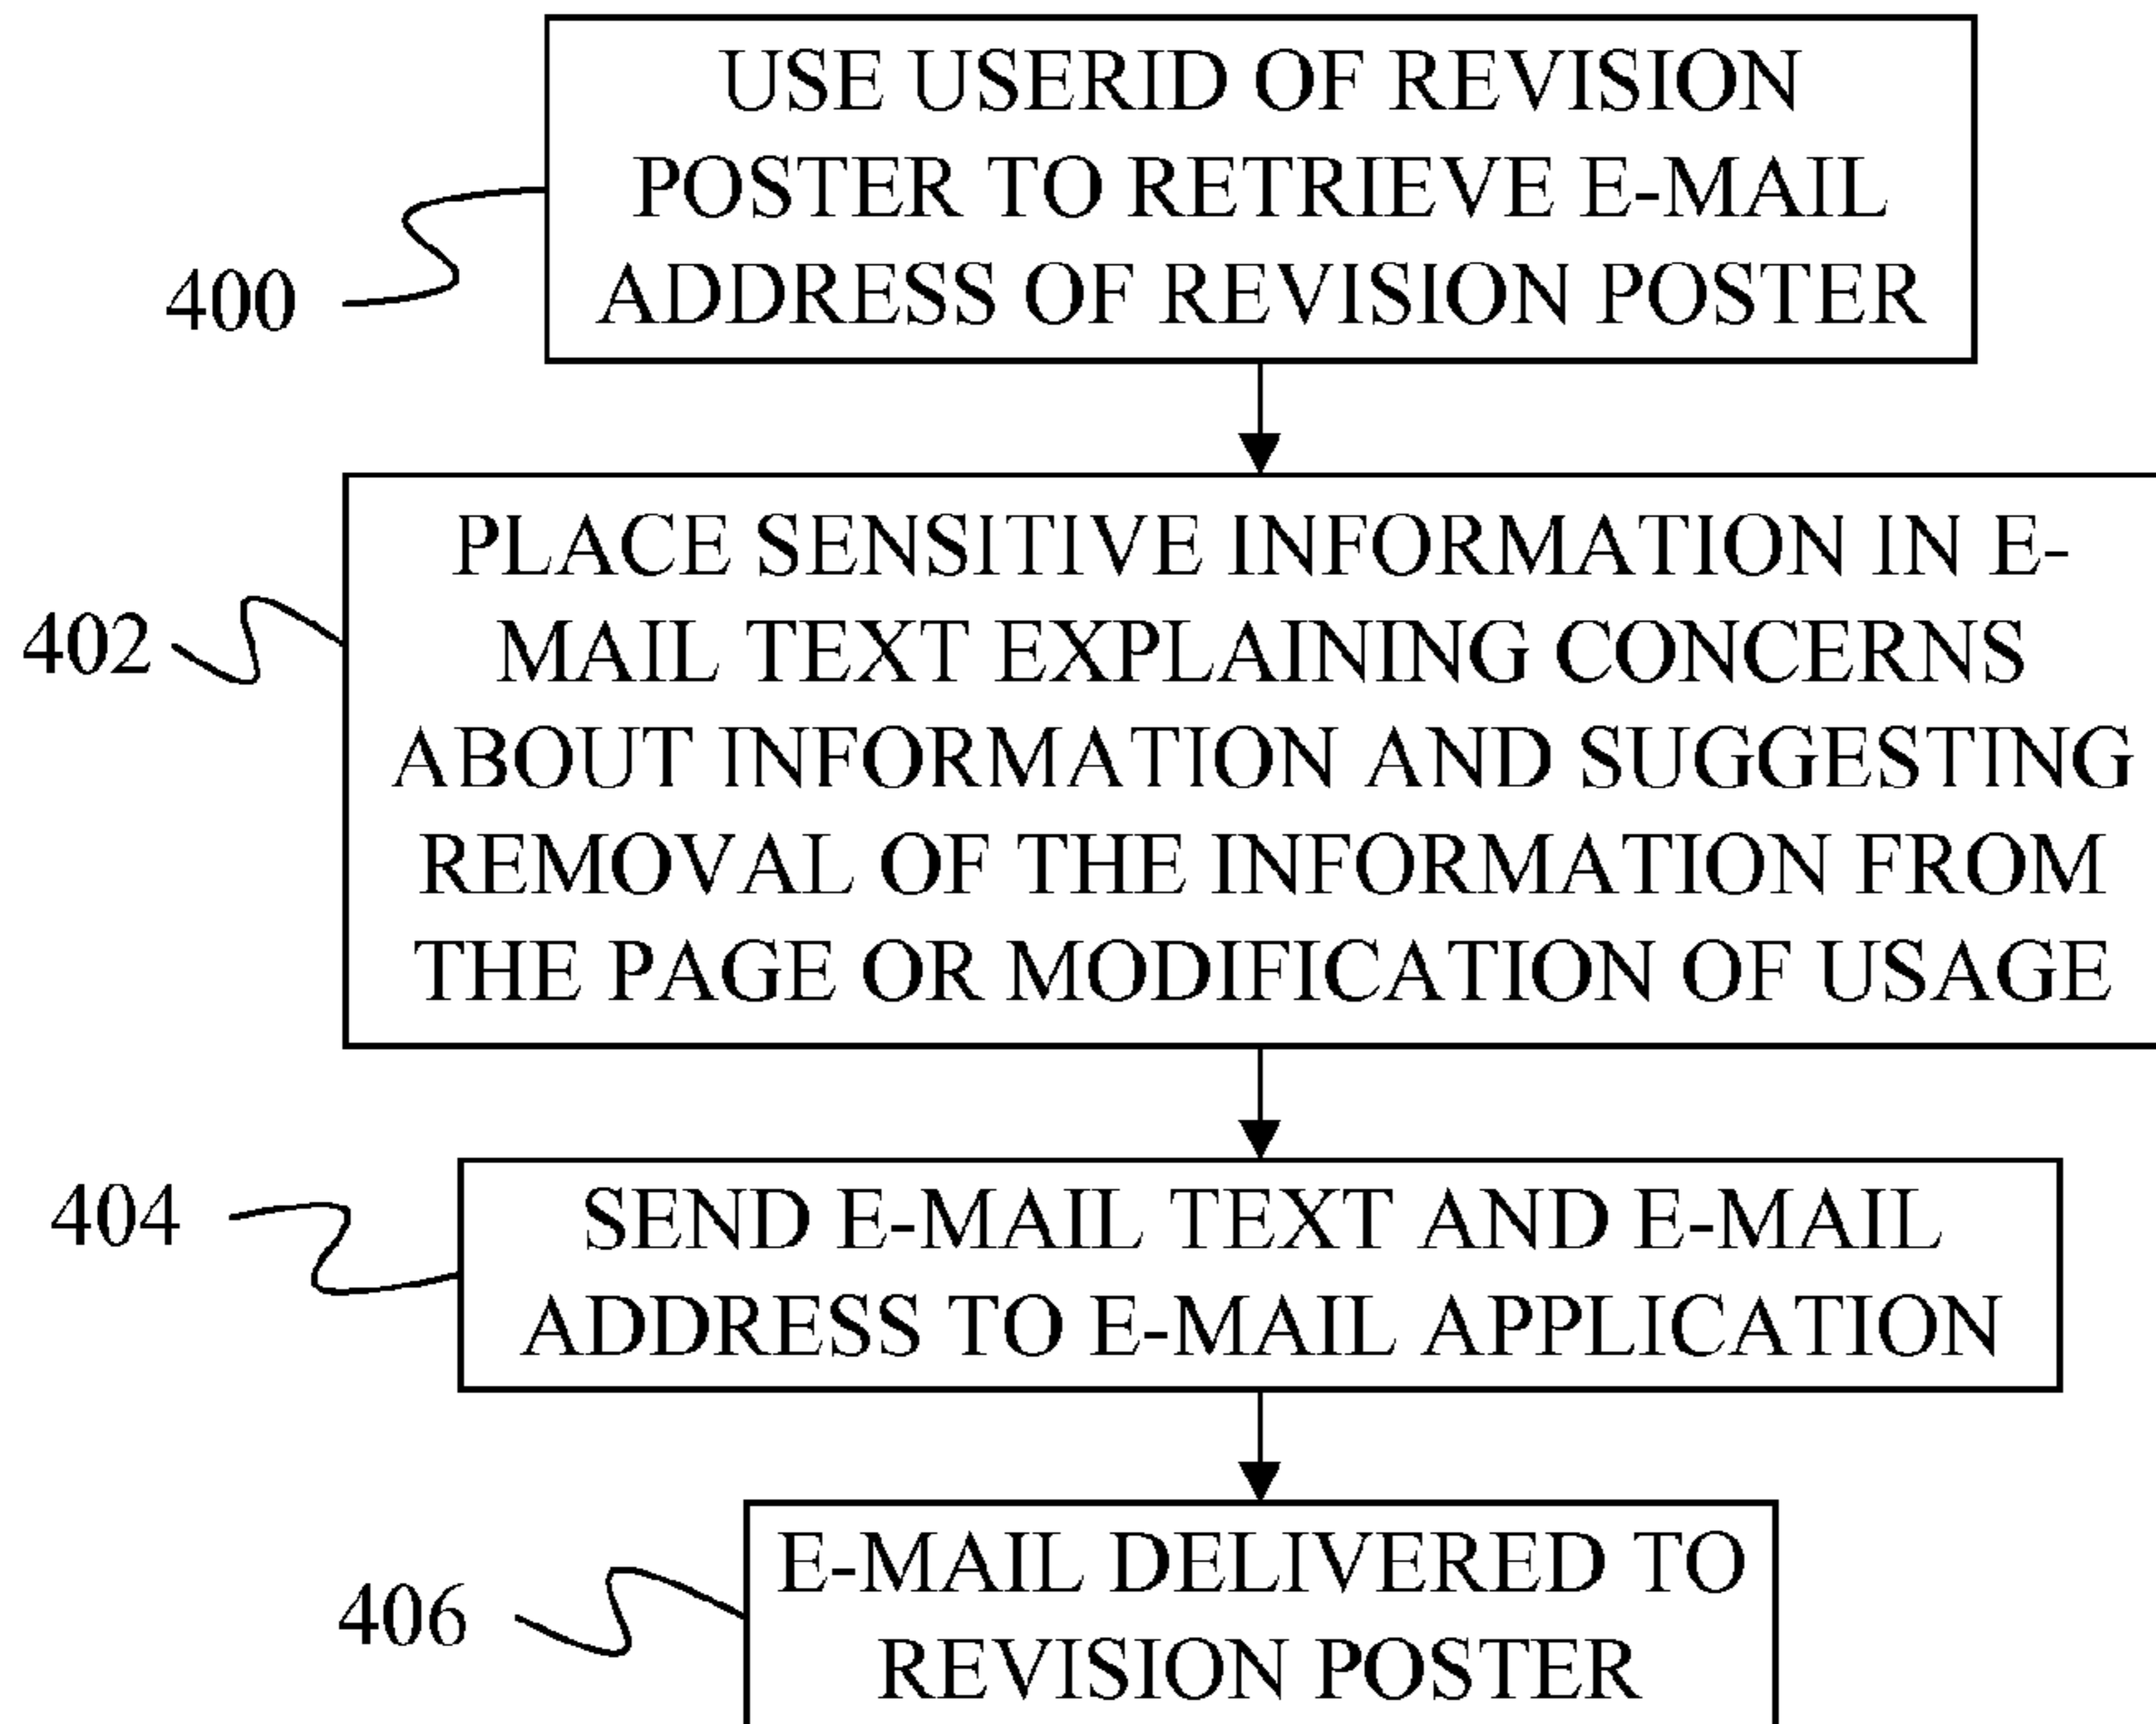 USE USERID OF REVISION
POSTER TO RETRIEVE E-MAIL
ADDRESS OF REVISION POSTER
400
PLACE SENSITIVE INFORMATION IN E-
MAIL TEXT EXPLAINING CONCERNS
402
ABOUT INFORMATION AND SUGGESTING
REMOVAL OF THE INFORMATION FROM
THE PAGE OR MODIFICATION OF USAGE
404
SEND E-MAIL TEXT AND E-MAIL
ADDRESS TO E-MAIL APPLICATION
E-MAIL DELIVERED TO
406
REVISION POSTER